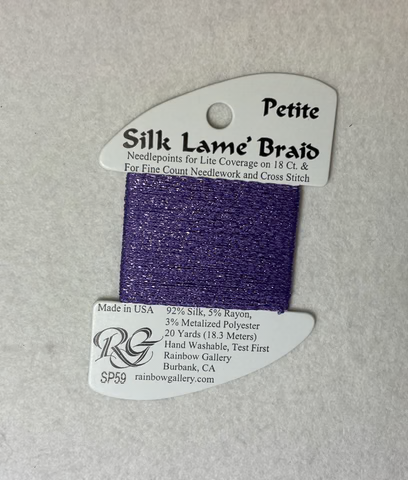 Petite
Silk Lamé Braid
Needlepoints for Lite Coverage on 18 Ct. &
For Fine Count Needlework and Cross Stitch
Made in USA
92% Silk, 5% Rayon,
3% Metalized Polyester
20 Yards (18.3 Meters)
Hand Washable, Test First
Rainbow Gallery
Burbank, CA
rainbowgallery.com
RG
SP59